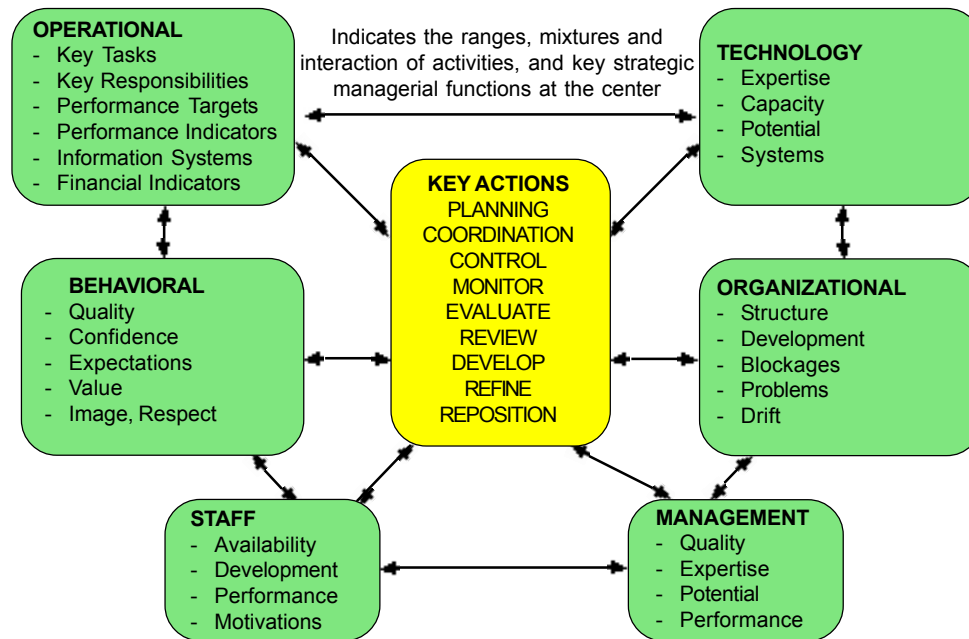 OPERATIONAL
- Key Tasks
- Key Responsibilities
- Performance Targets
- Performance Indicators
- Information Systems
- Financial Indicators
Indicates the ranges, mixtures and
interaction of activities, and key strategic
managerial functions at the center
TECHNOLOGY
- Expertise
- Capacity
- Potential
- Systems
KEY ACTIONS
PLANNING
COORDINATION
CONTROL
MONITOR
EVALUATE
REVIEW
DEVELOP
REFINE
REPOSITION
BEHAVIORAL
- Quality
- Confidence
- Expectations
- Value
- Image, Respect
ORGANIZATIONAL
- Structure
- Development
- Blockages
- Problems
- Drift
STAFF
- Availability
- Development
- Performance
- Motivations
MANAGEMENT
- Quality
- Expertise
- Potential
- Performance